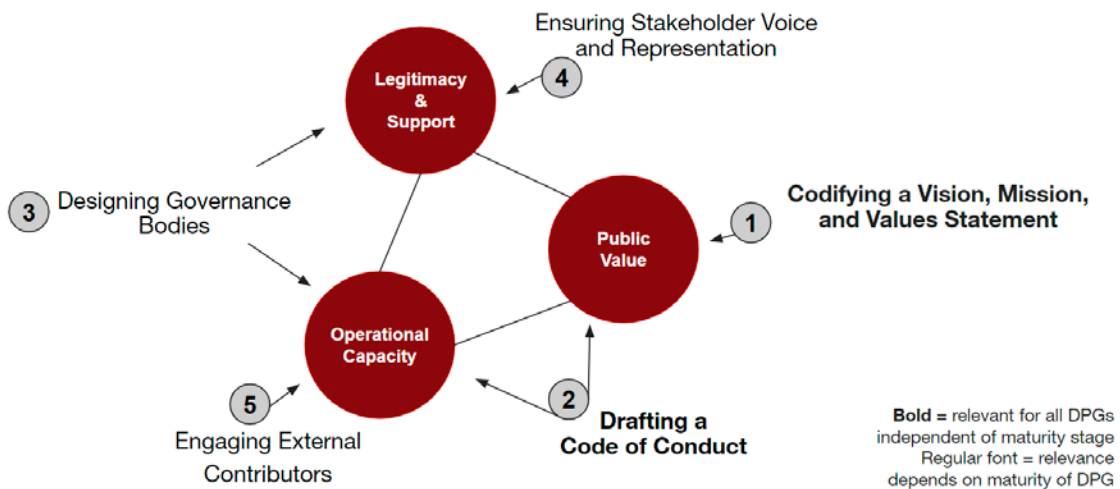 Ensuring Stakeholder Voice
and Representation
4
Legitimacy
&
Support
3
Designing Governance
Bodies
Codifying a Vision, Mission,
and Values Statement
1
Public
Value
Operational
Capacity
5
Engaging External
Contributors
2
Drafting a
Code of Conduct
Bold = relevant for all DPGs
independent of maturity stage
Regular font = relevance
depends on maturity of DPG